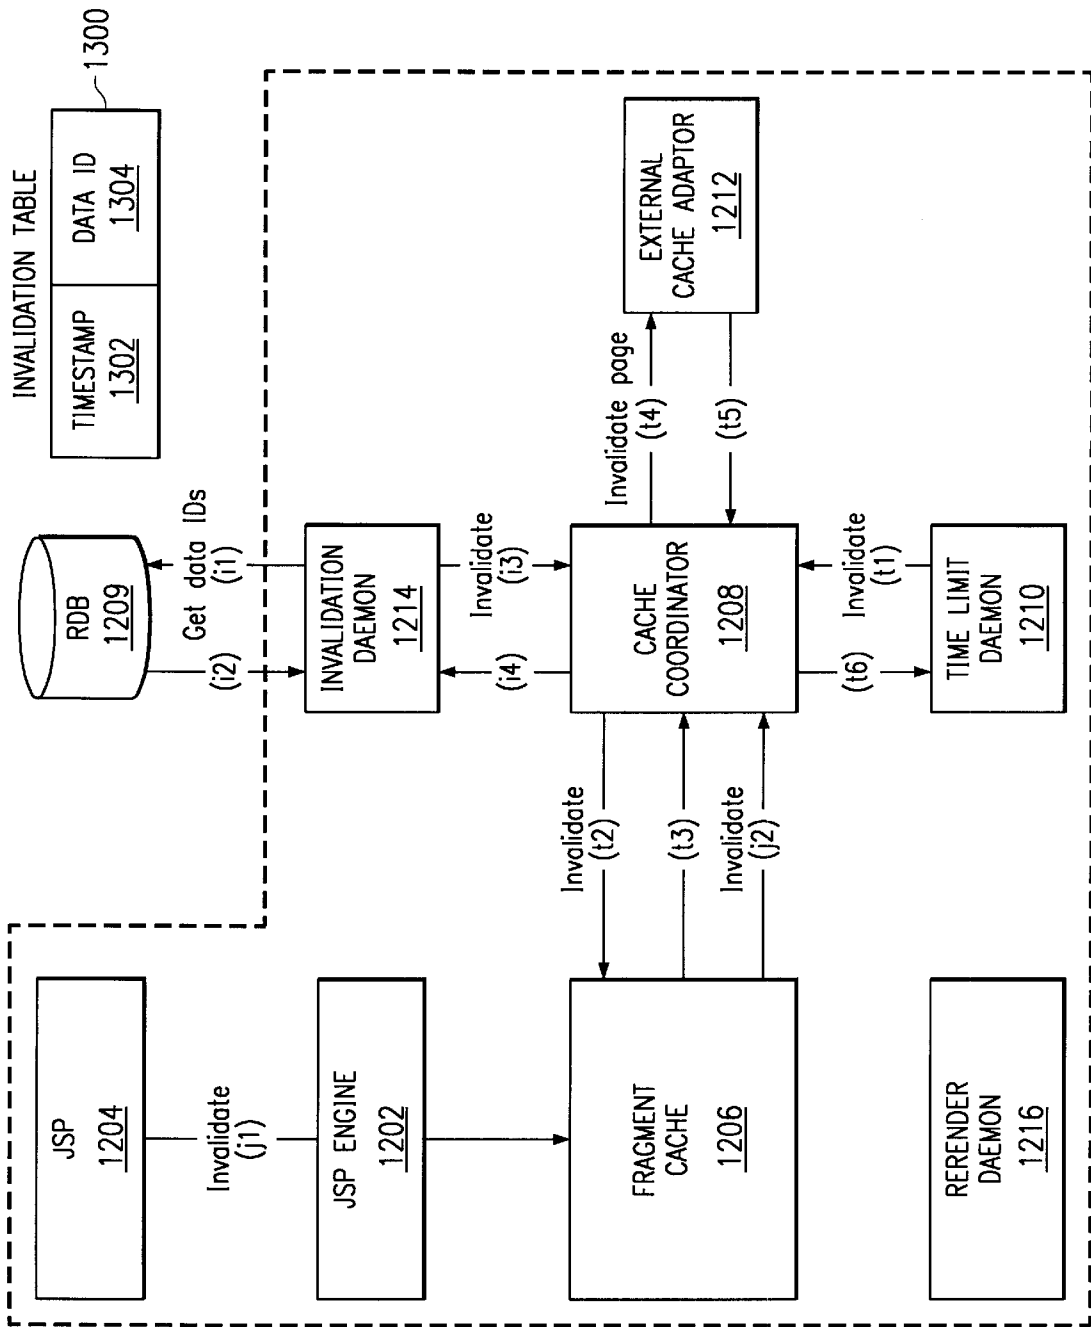 INVALIDATION TABLE
TIMESTAMP
1302
DATA ID
1304
1300
RDB
1209
Get data IDs
(i1)
(i2)
JSP
1204
Invalidate
(j1)
JSP ENGINE
1202
INVALIDATION
DAEMON
1214
Invalidate
(i3)
(i4)
FRAGMENT
CACHE
1206
Invalidate
(t2)
(t3)
Invalidate
(j2)
CACHE
COORDINATOR
1208
Invalidate page
(t4)
(t5)
EXTERNAL
CACHE ADAPTOR
1212
Invalidate
(t1)
(t6)
RERENDER
DAEMON
1216
TIME LIMIT
DAEMON
1210